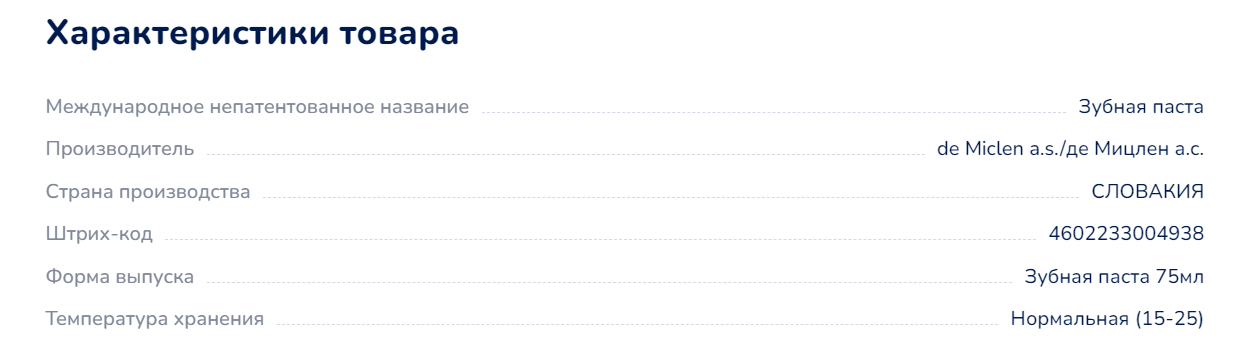 Характеристики товара
Международное непатентованное название Зубная паста
Производитель de Miclen a.s./де Мицлен а.с.
Страна производства СЛОВАКИЯ
Штрих-код 4602233004938
Форма выпуска Зубная паста 75мл
Температура хранения Нормальная (15-25)